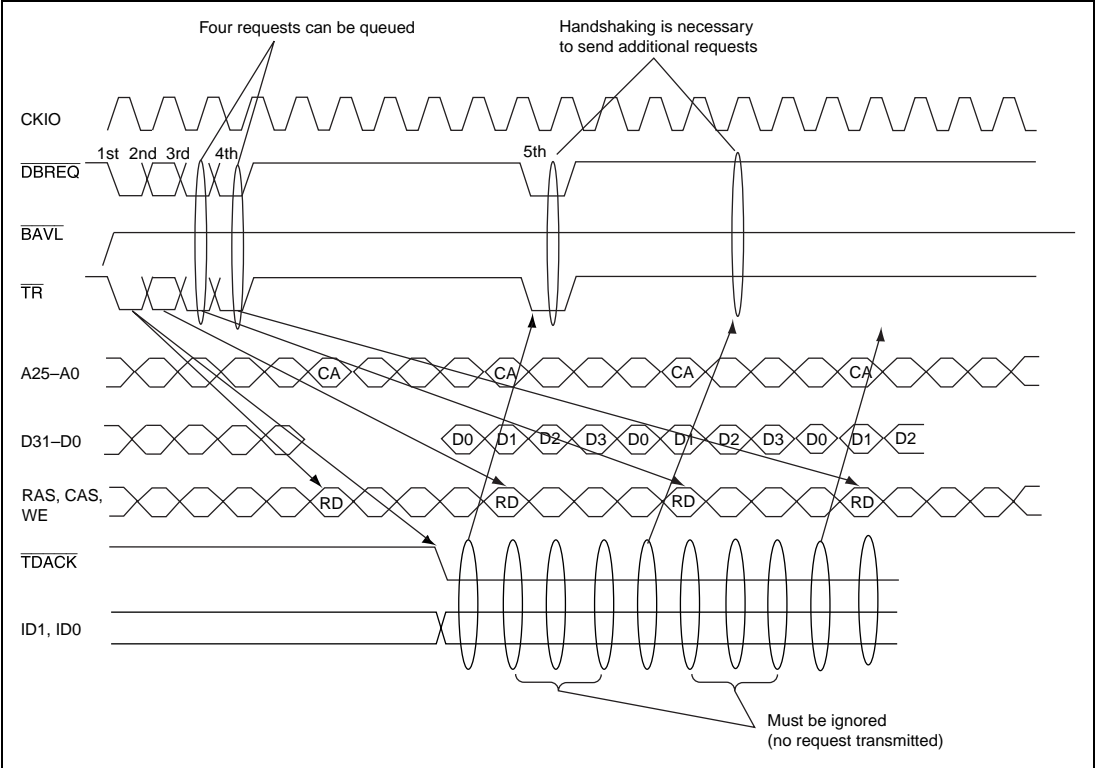 Four requests can be queued
Handshaking is necessary
to send additional requests
CKIO
1st 2nd 3rd 4th 5th
DBREQ
BAVL
TR
A25–A0 CA CA CA CA
D31–D0 D0 D1 D2 D3 D0 D1 D2 D3 D0 D1 D2
RAS, CAS,
WE
RD RD RD RD
TDACK
ID1, ID0
Must be ignored
(no request transmitted)